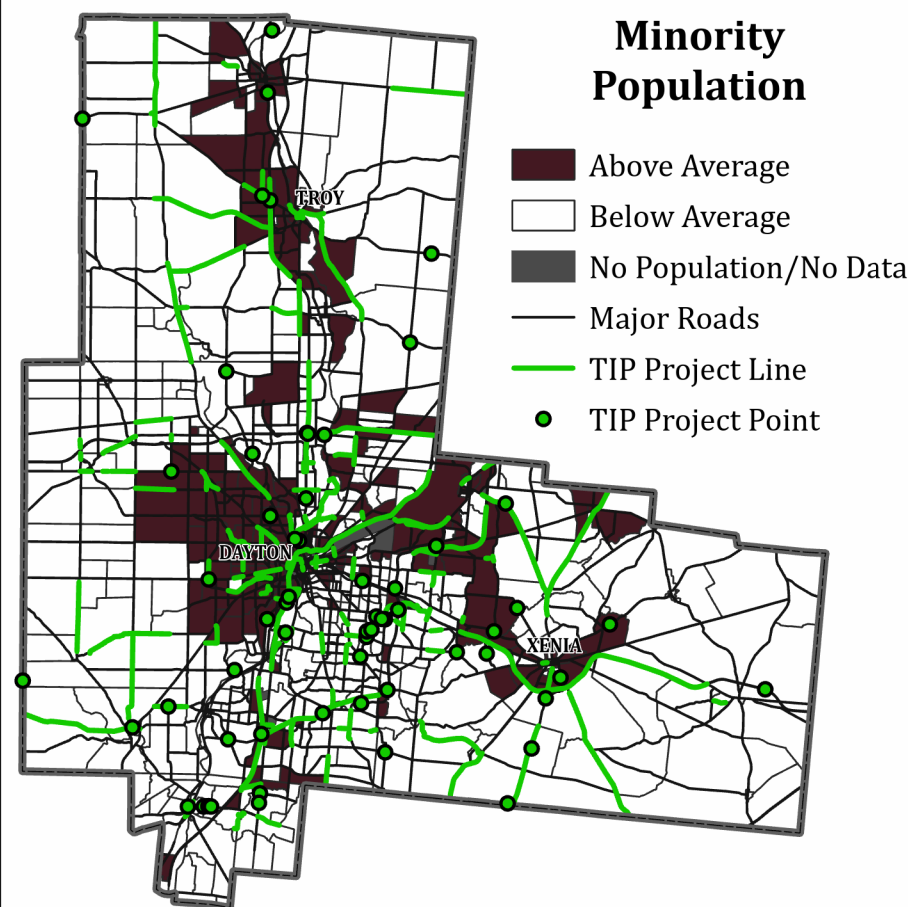 Minority
Population
Above Average
Below Average
No Population/No Data
Major Roads
TIP Project Line
TIP Project Point
TROY
DAYTON
XENIA